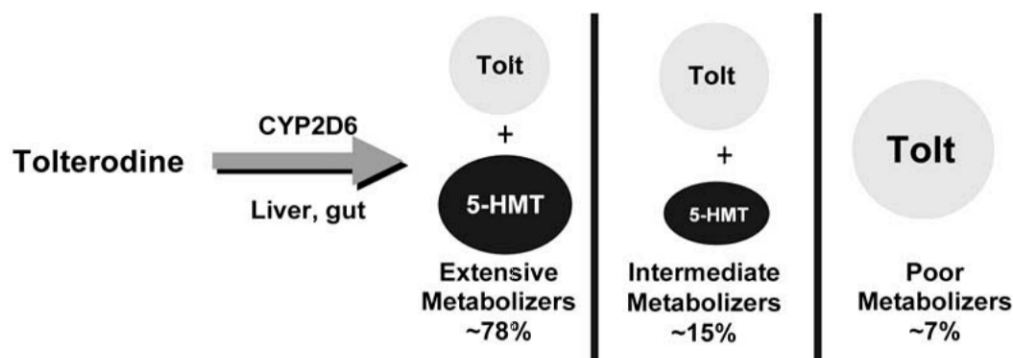 Tolterodine
CYP2D6
Liver, gut
Tolt
+
5-HMT
Extensive
Metabolizers
~78%
Tolt
+
5-HMT
Intermediate
Metabolizers
~15%
Tolt
Poor
Metabolizers
~7%